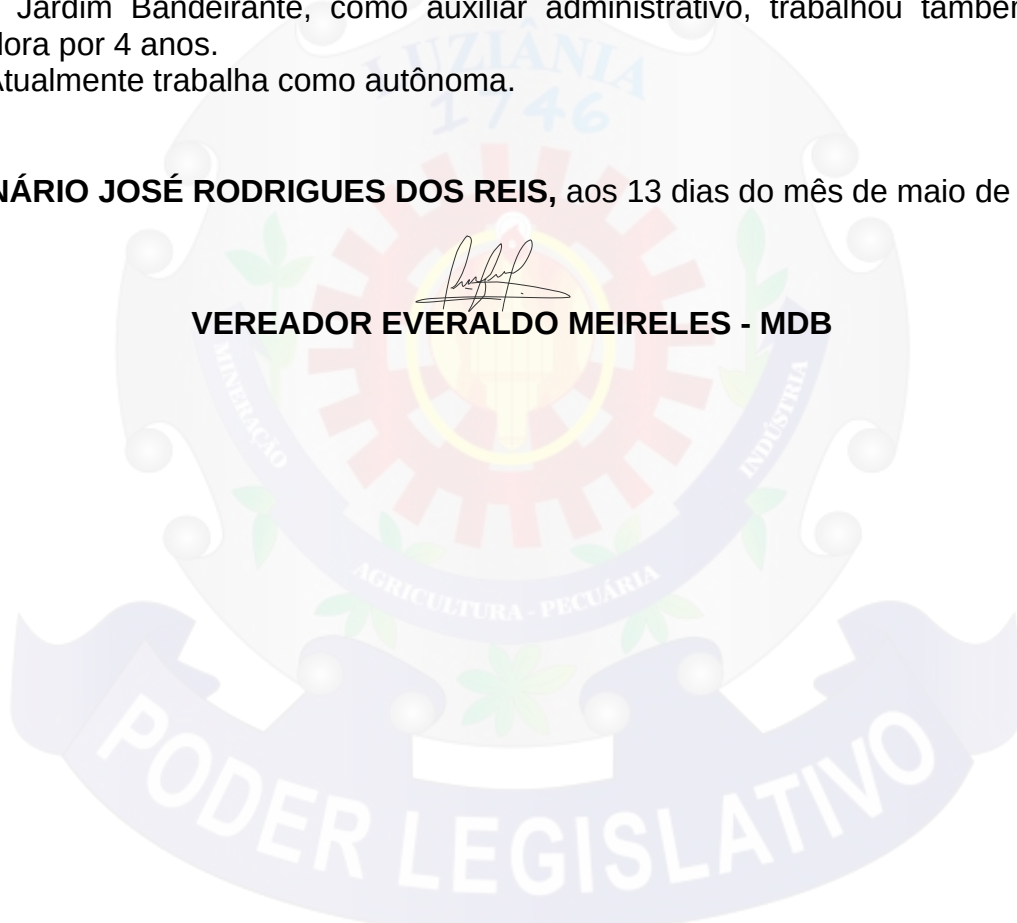 Jardim Bandeirante, como auxiliar administrativo, trabalhou também
dora por 4 anos.
Atualmente trabalha como autônoma.
LUZIÂNIA
1746
NÁRIO JOSÉ RODRIGUES DOS REIS, aos 13 dias do mês de maio de
VEREADOR EVERALDO MEIRELES - MDB
MINERAÇÃO
INDÚSTRIA
AGRICULTURA - PECUÁRIA
PODER LEGISLATIVO